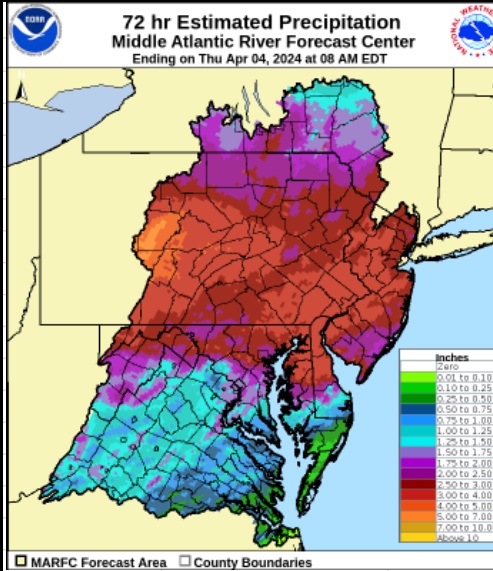 72 hr Estimated Precipitation
Middle Atlantic River Forecast Center
Ending on Thu Apr 04, 2024 at 08 AM EDT
NOAA
NATIONAL WEATHER
N
Inches
Zero
0.01 to 0.10
0.10 to 0.25
0.25 to 0.50
0.50 to 0.75
0.75 to 1.00
1.00 to 1.25
1.25 to 1.50
1.50 to 1.75
1.75 to 2.00
2.00 to 2.50
2.50 to 3.00
3.00 to 4.00
4.00 to 5.00
5.00 to 7.00
7.00 to 10.0
Above 10
MARFC Forecast Area County Boundaries